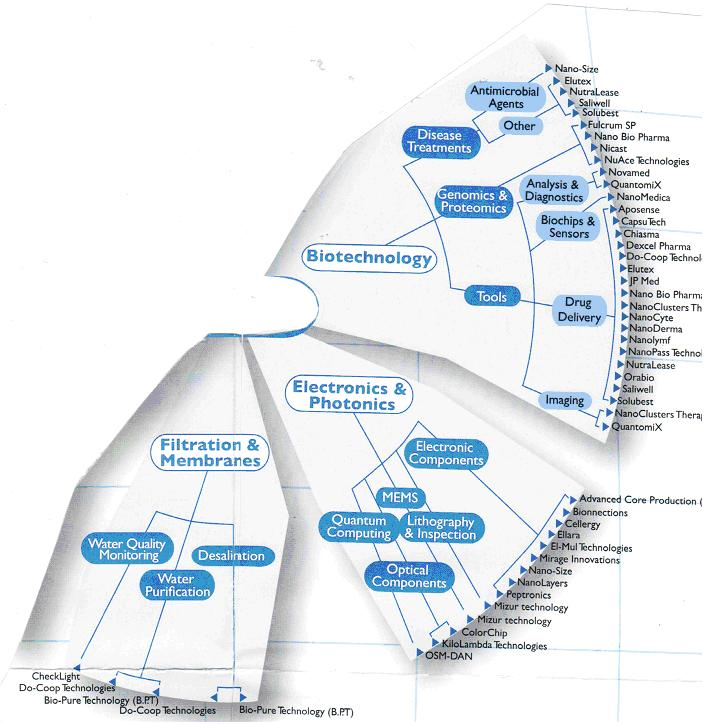 Nano-Size
Elutex
NutraLease
Saliwell
Solubest
Fulcrum SP
Nano Bio Pharma
Nicast
NuAce Technologies
Novamed
QuantomiX
NanoMedica
Aposense
CapsuTech
Chiasma
Dexcel Pharma
Do-Coop Technol
Elutex
JP Med
Nano Bio Pharma
NanoClusters Th
NanoCyte
NanoDerma
Nanolymf
NanoPass Technol
NutraLease
Orabio
Saliwell
Solubest
NanoClusters Therap
QuantomiX
Antimicrobial
Agents
Other
Disease
Treatments
Genomics &
Proteomics
Analysis &
Diagnostics
Biochips &
Sensors
Biotechnology
Tools
Drug
Delivery
Imaging
Electronics &
Photonics
Electronic
Components
MEMS
Quantum
Computing
Lithography
& Inspection
Optical
Components
Advanced Core Production (
Bionnections
Cellergy
Ellara
El-Mul Technologies
Mirage Innovations
Nano-Size
NanoLayers
Peptronics
Mizur technology
Mizur technology
ColorChip
KiloLambda Technologies
OSM-DAN
Filtration &
Membranes
Water Quality
Monitoring
Desalination
Water
Purification
CheckLight
Do-Coop Technologies
Bio-Pure Technology (B.P.T)
Do-Coop Technologies
Bio-Pure Technology (B.P.T)